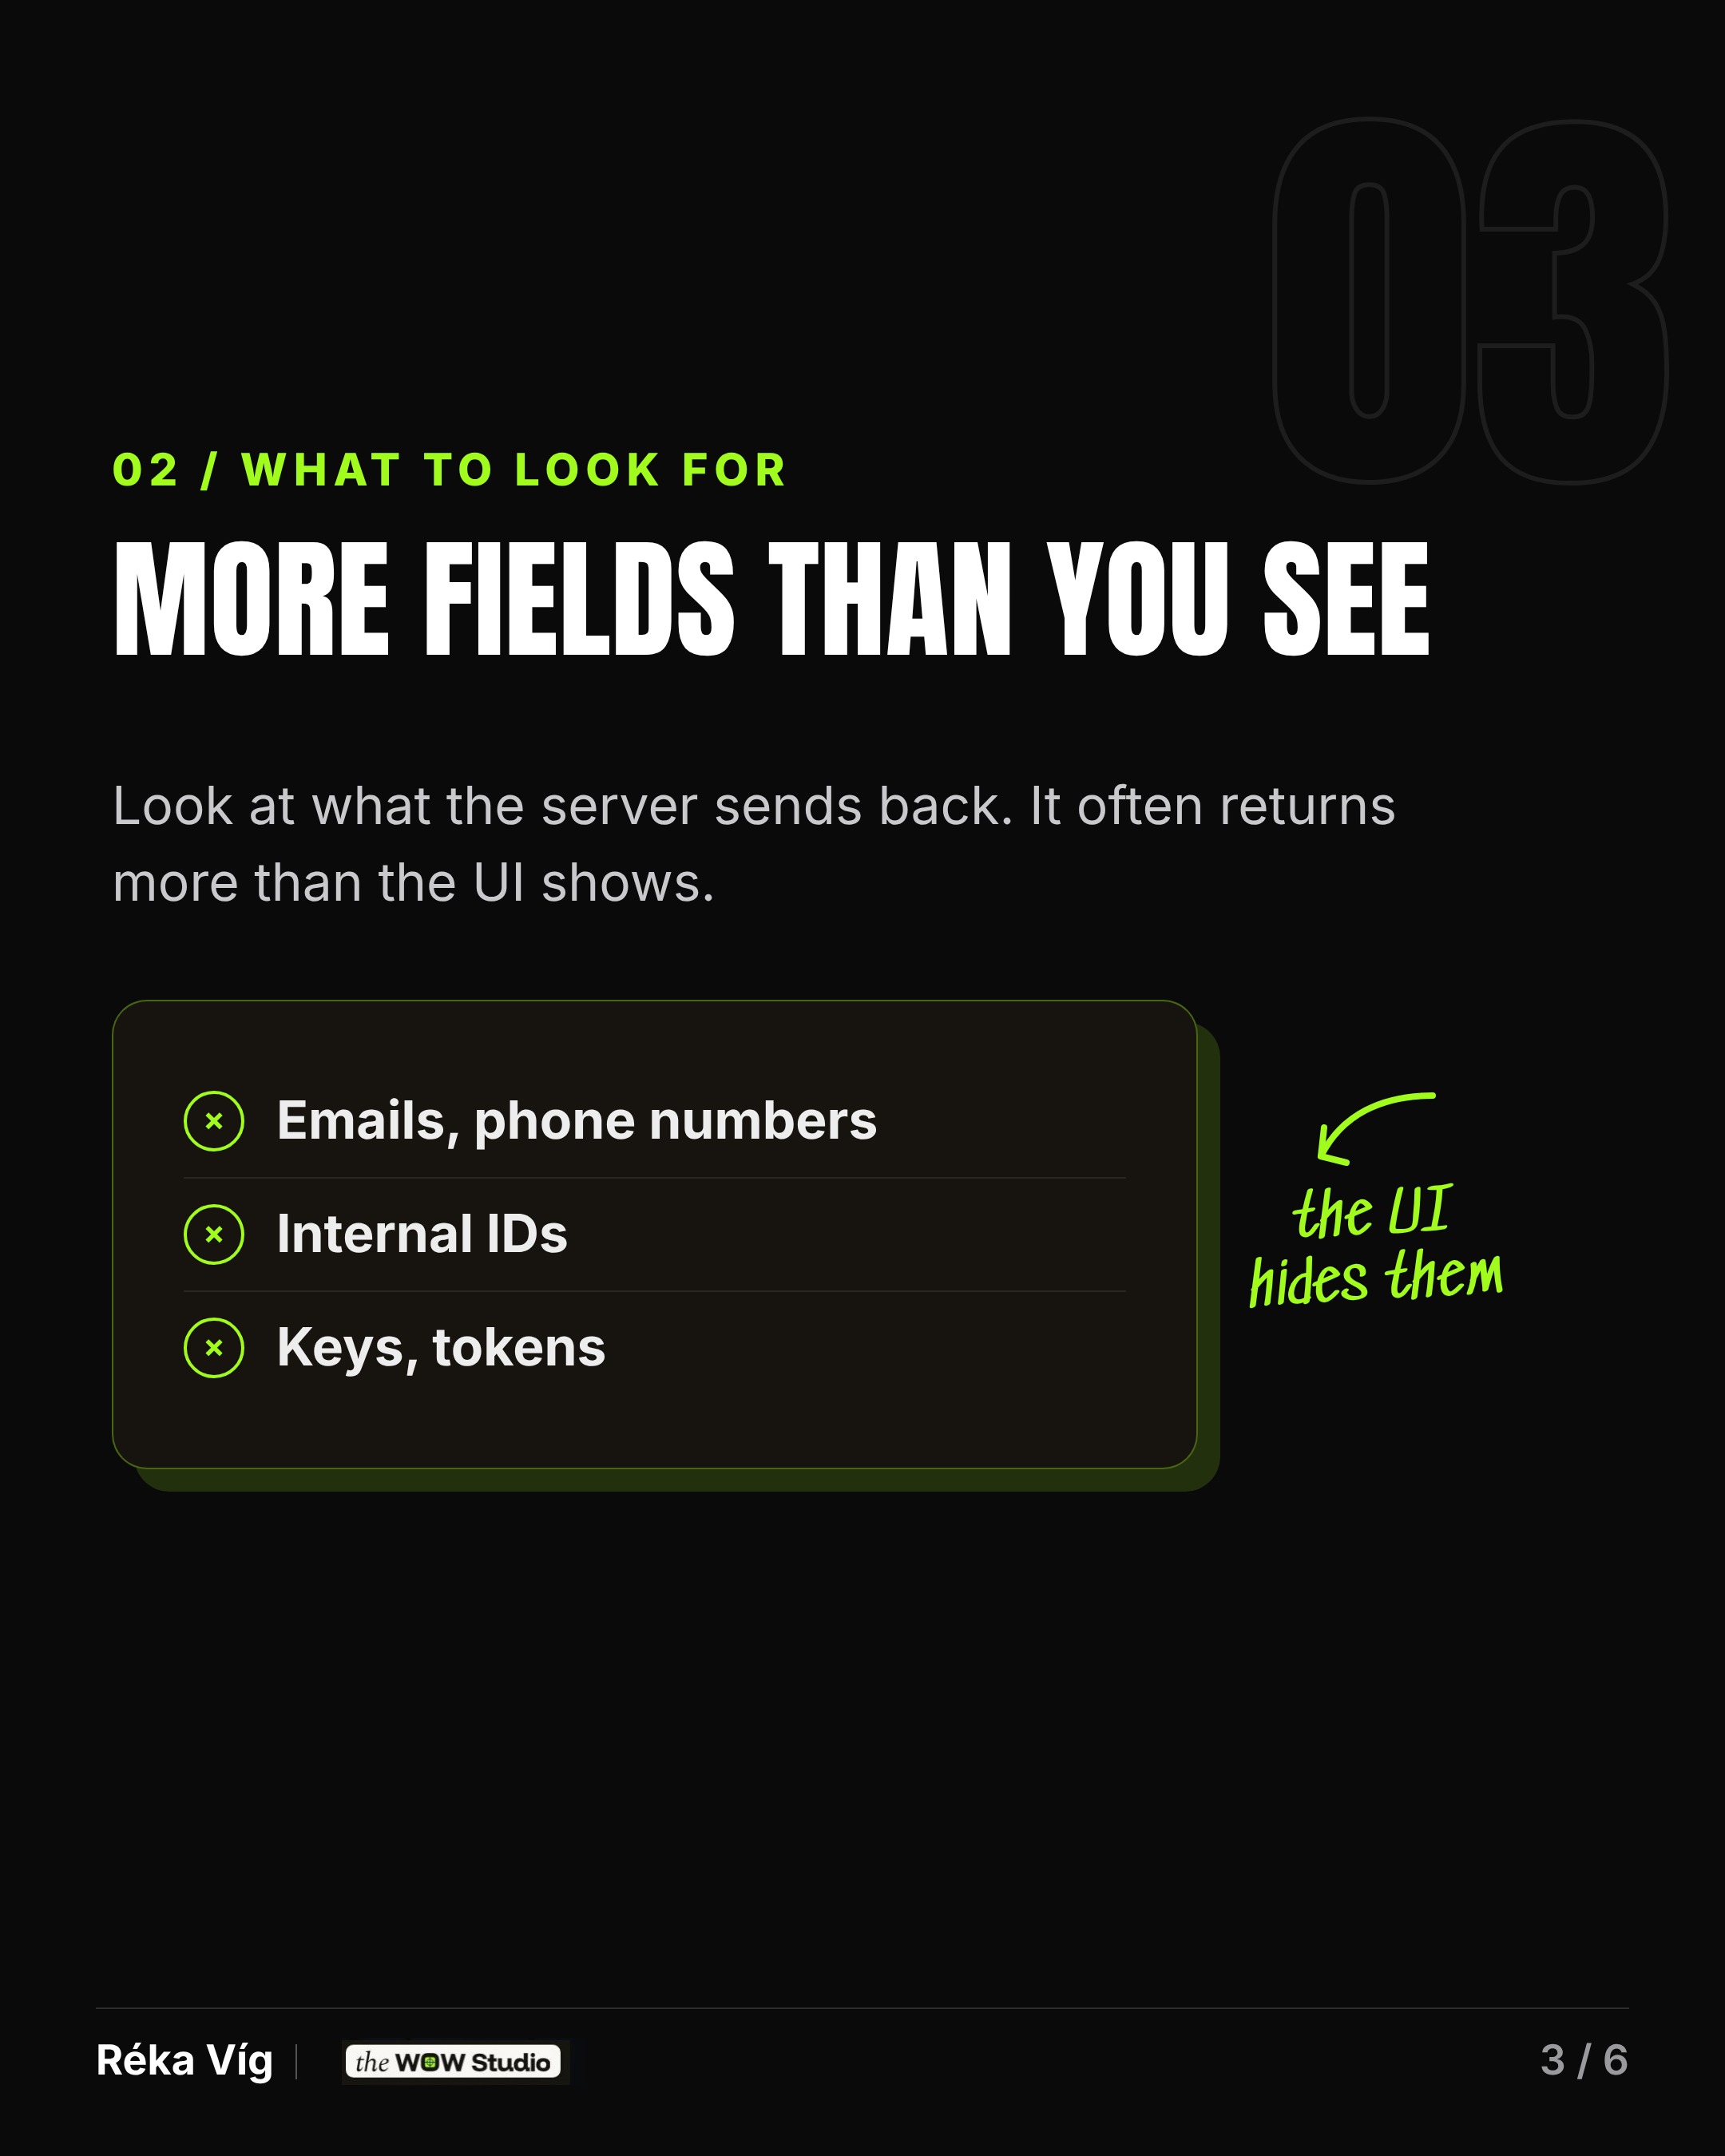 03
02 / WHAT TO LOOK FOR
MORE FIELDS THAN YOU SEE
Look at what the server sends back. It often returns
more than the UI shows.
Emails, phone numbers
Internal IDs
Keys, tokens
the UI
hides them
Réka Víg
the WOW Studio
3 / 6